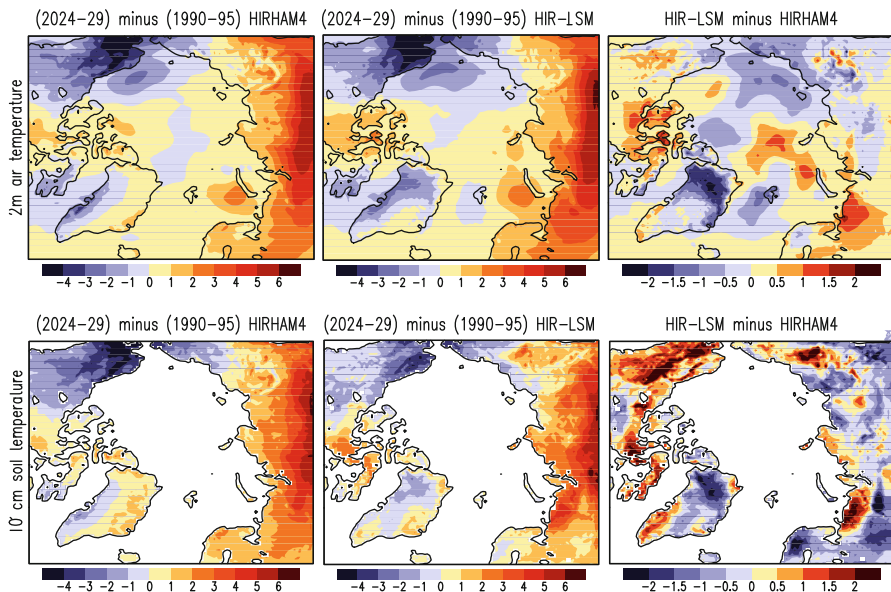 (2024-29) minus (1990-95) HIRHAM4
(2024-29) minus (1990-95) HIR-LSM
HIR-LSM minus HIRHAM4
2m air temperature
-4 -3 -2 -1 0 1 2 3 4 5 6
-4 -3 -2 -1 0 1 2 3 4 5 6
-2 -1.5 -1 -0.5 0 0.5 1 1.5 2
(2024-29) minus (1990-95) HIRHAM4
(2024-29) minus (1990-95) HIR-LSM
HIR-LSM minus HIRHAM4
10 cm soil temperature
-4 -3 -2 -1 0 1 2 3 4 5 6
-4 -3 -2 -1 0 1 2 3 4 5 6
-2 -1.5 -1 -0.5 0 0.5 1 1.5 2